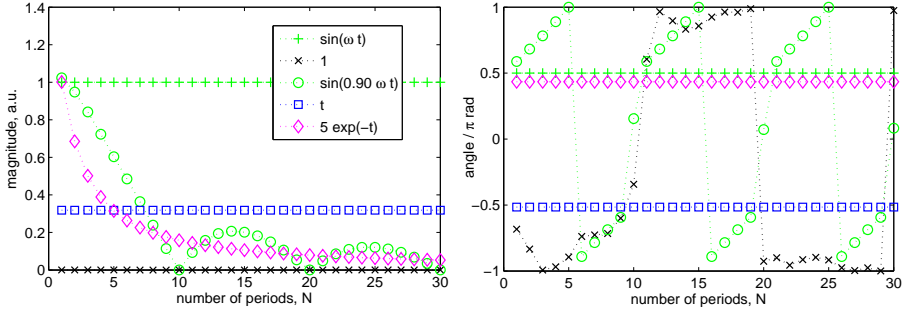 magnitude, a.u.
1.4
1.2
1
0.8
0.6
0.4
0.2
0
sin(ω t)
1
sin(0.90 ω t)
t
5 exp(−t)
0 5 10 15 20 25 30
number of periods, N
angle / π rad
1
0.5
0
−0.5
−1
0 5 10 15 20 25 30
number of periods, N